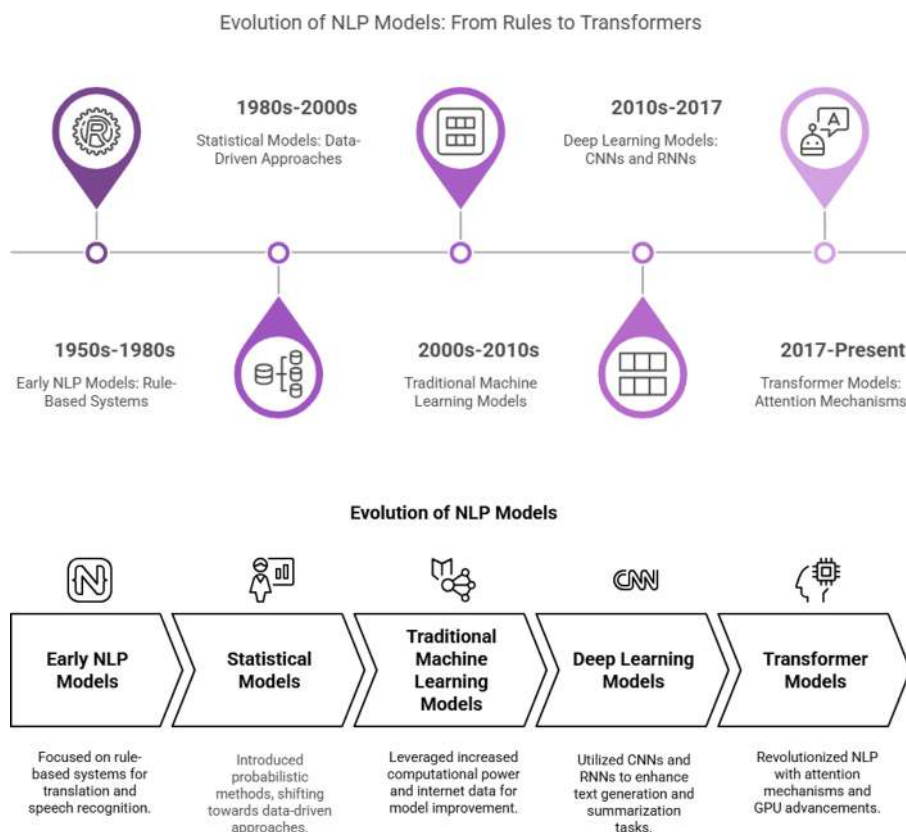 Evolution of NLP Models: From Rules to Transformers
R
1980s-2000s
Statistical Models: Data-
Driven Approaches
2010s-2017
Deep Learning Models:
CNNs and RNNs
A
1950s-1980s
Early NLP Models: Rule-
Based Systems
2000s-2010s
Traditional Machine
Learning Models
2017-Present
Transformer Models:
Attention Mechanisms
Evolution of NLP Models
N
CNN
Early NLP
Models
Statistical
Models
Traditional
Machine
Learning
Models
Deep Learning
Models
Transformer
Models
Focused on rule-
based systems for
translation and
speech recognition.
Introduced
probabilistic
methods, shifting
towards data-driven
approaches.
Leveraged increased
computational power
and internet data for
model improvement.
Utilized CNNs and
RNNs to enhance
text generation and
summarization
tasks.
Revolutionized NLP
with attention
mechanisms and
GPU advancements.